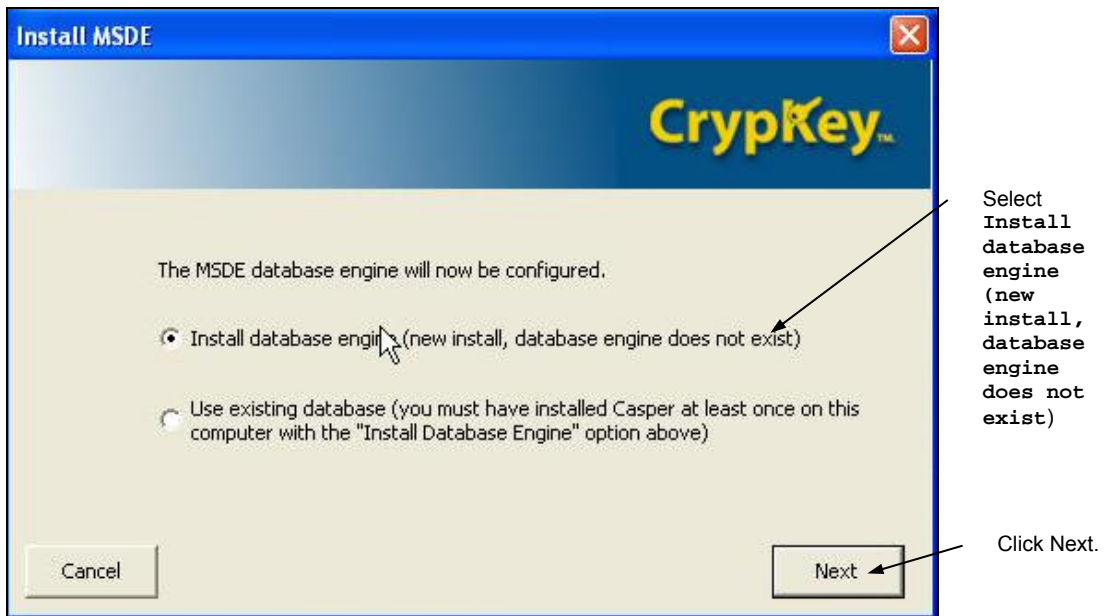 Install MSDE
CrypKey™
The MSDE database engine will now be configured.
Install database engine (new install, database engine does not exist)
Use existing database (you must have installed Casper at least once on this
computer with the "Install Database Engine" option above)
Cancel
Next
Select
Install
database
engine
(new
install,
database
engine
does not
exist)
Click Next.